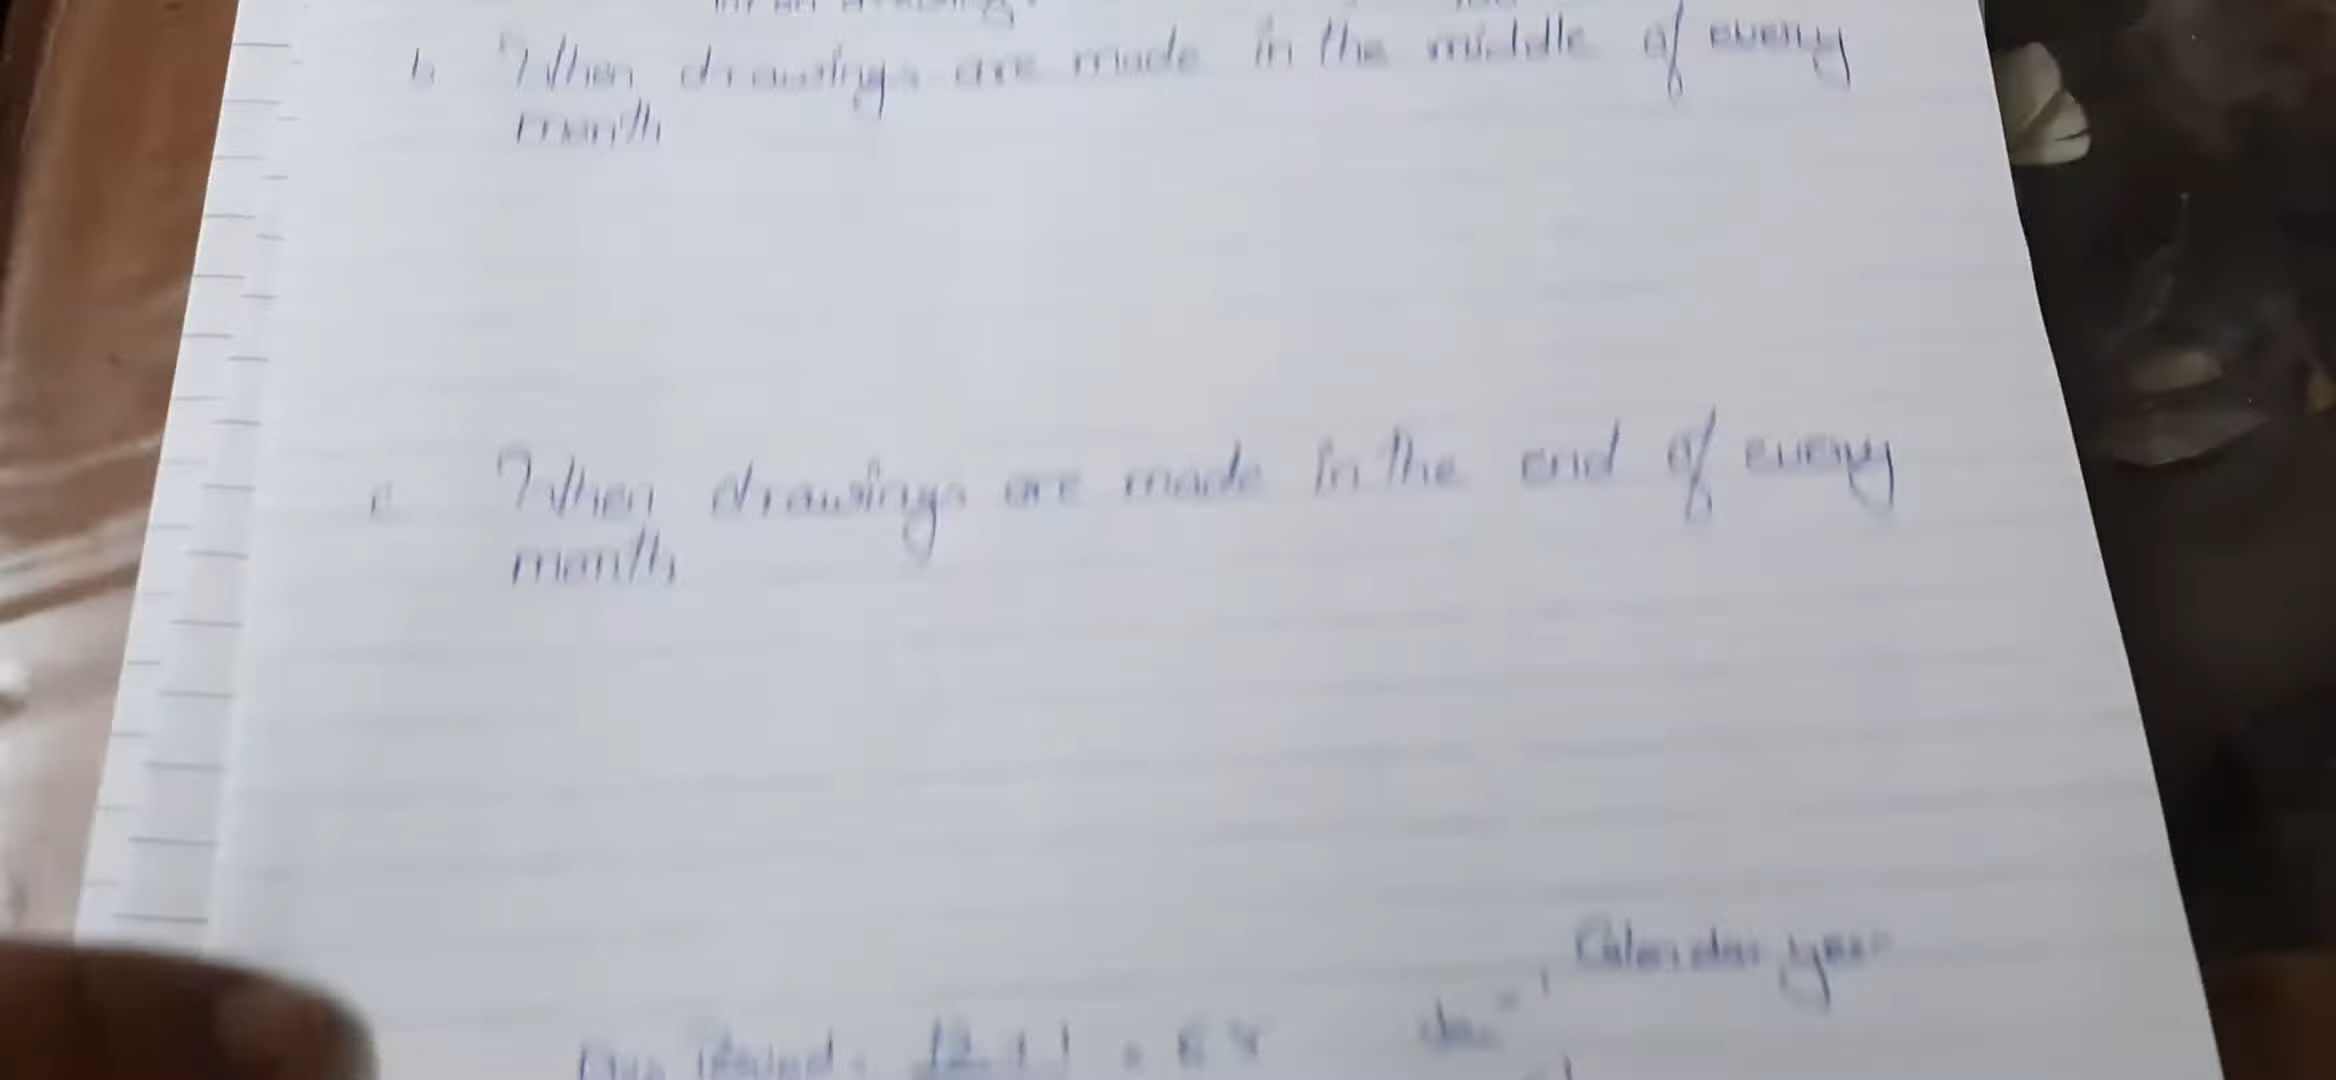 b When drawings are made in the middle of every
month
c When drawings are made in the end of every
month
Calendar year